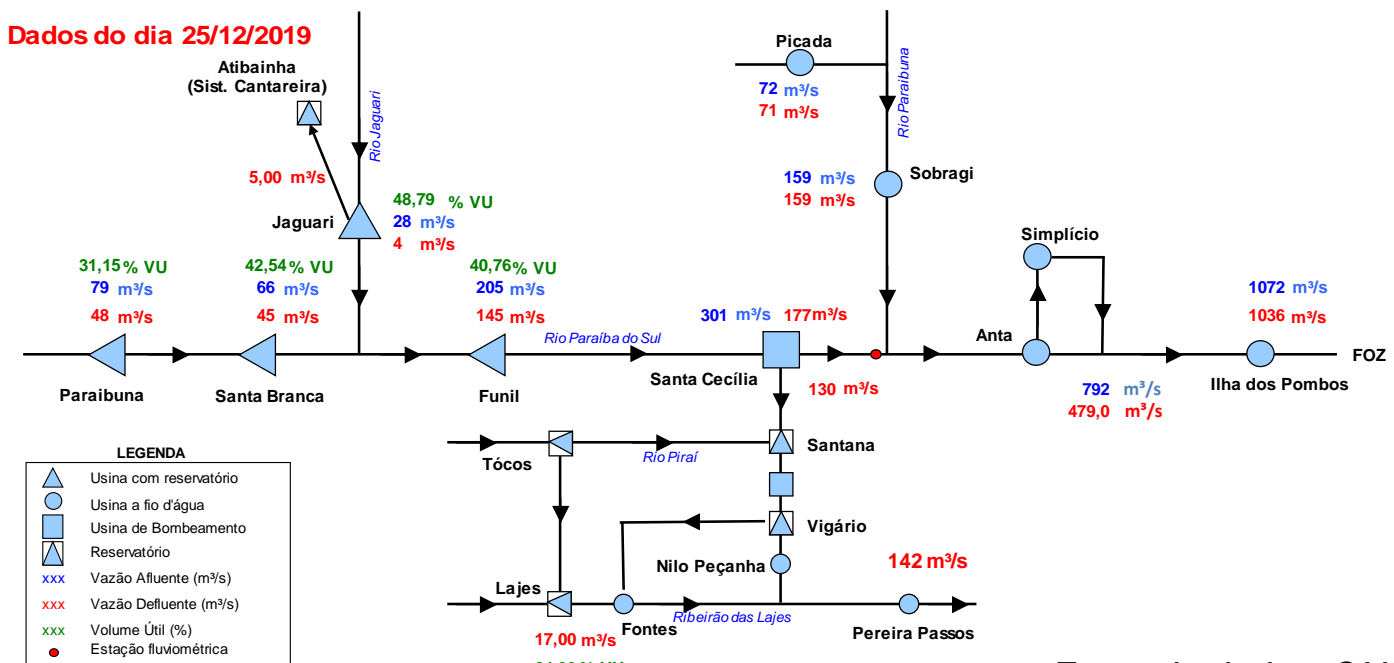 Dados do dia 25/12/2019
Atibainha
(Sist. Cantareira)
Rio Jaguari
5,00 m³/s
Jaguari
48,79 % VU
28 m³/s
4 m³/s
Picada
72 m³/s
71 m³/s
Rio Paraibuna
159 m³/s
159 m³/s
Sobragi
Simplício
31,15 % VU
79 m³/s
48 m³/s
Paraibuna
42,54 % VU
66 m³/s
45 m³/s
Santa Branca
40,76 % VU
205 m³/s
145 m³/s
Funil
Rio Paraíba do Sul
301 m³/s 177 m³/s
Santa Cecília
130 m³/s
Anta
792 m³/s
479,0 m³/s
1072 m³/s
1036 m³/s
Ilha dos Pombos
FOZ
Tócos
Rio Piraí
Santana
Vigário
Nilo Peçanha
142 m³/s
Lajes
Fontes
Ribeirão das Lajes
Pereira Passos
17,00 m³/s
LEGENDA
Usina com reservatório
Usina a fio d'água
Usina de Bombeamento
Reservatório
xxx Vazão Afluente (m³/s)
xxx Vazão Defluente (m³/s)
xxx Volume Útil (%)
Estação fluviométrica